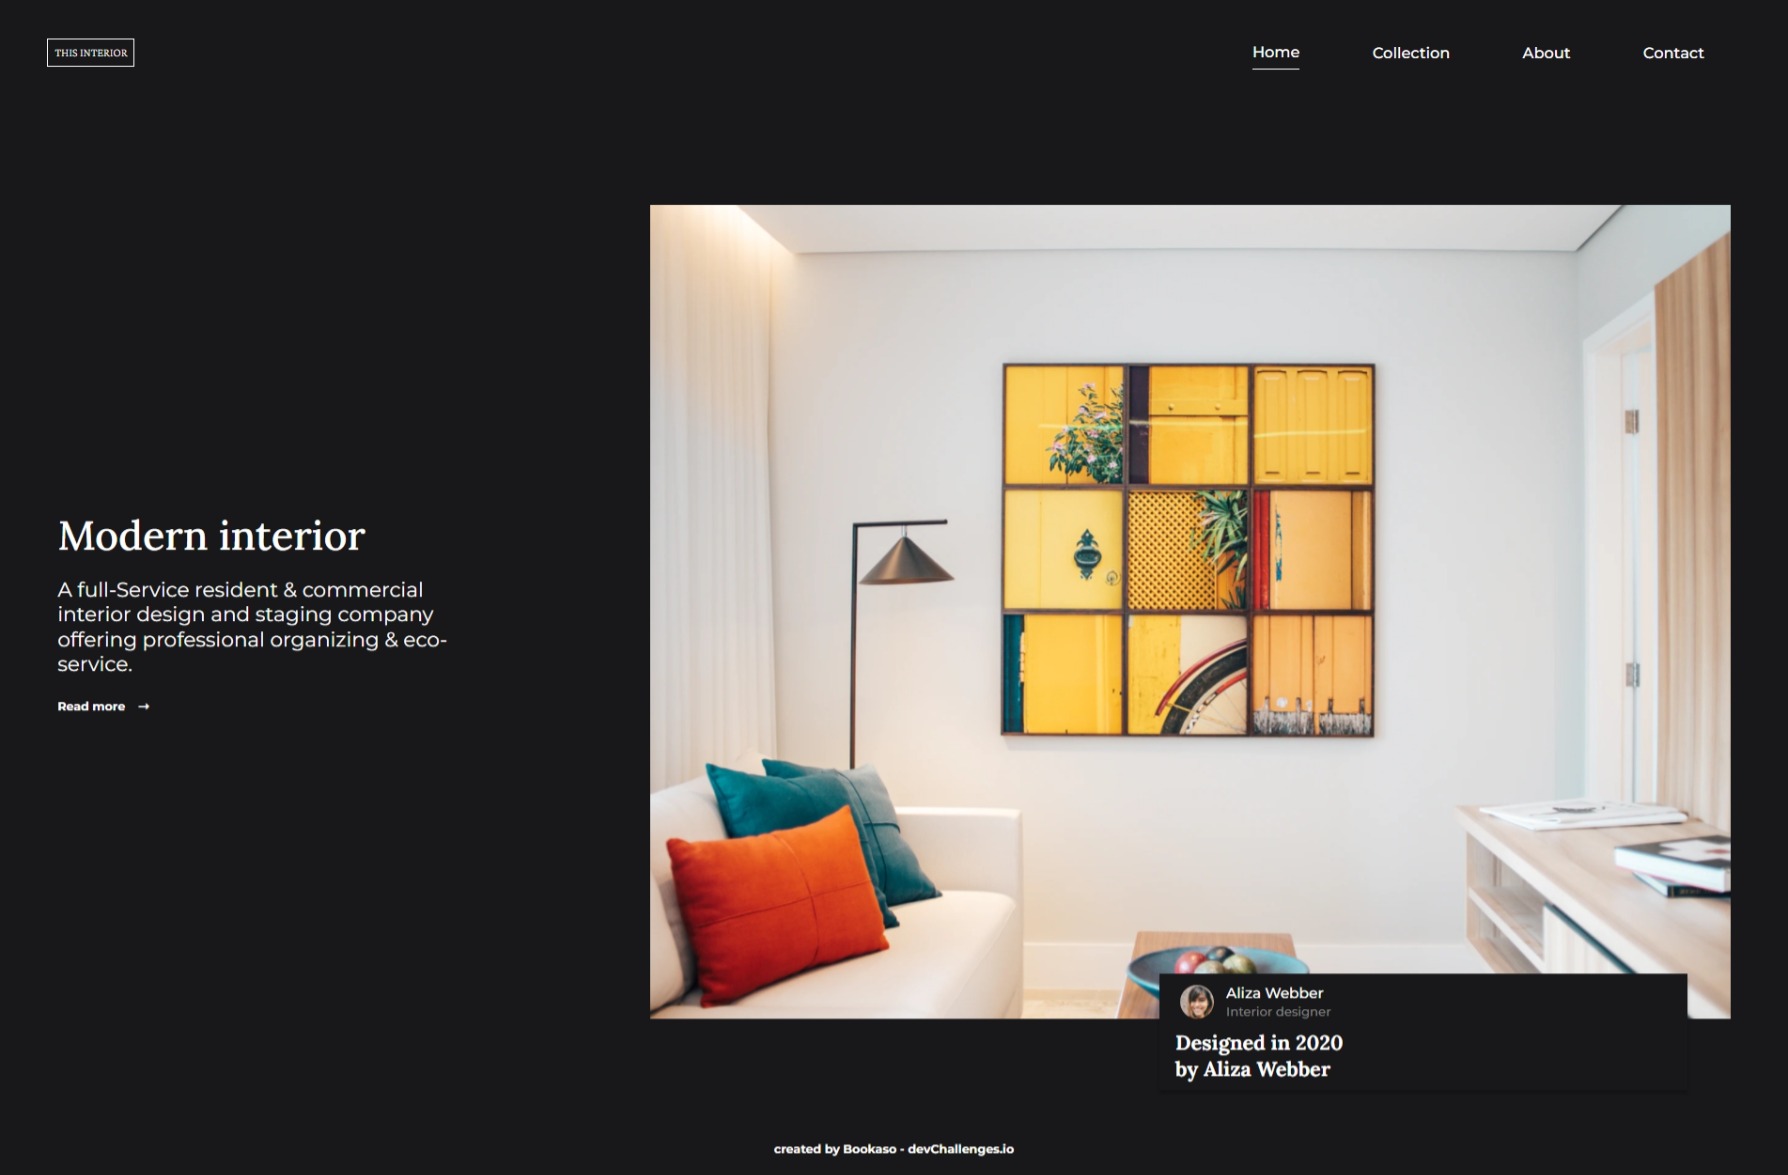 THIS INTERIOR
Home
Collection
About
Contact
Modern interior
A full-Service resident & commercial
interior design and staging company
offering professional organizing & eco-
service.
Read more →
Aliza Webber
Interior designer
Designed in 2020
by Aliza Webber
created by Bookaso - devChallenges.io